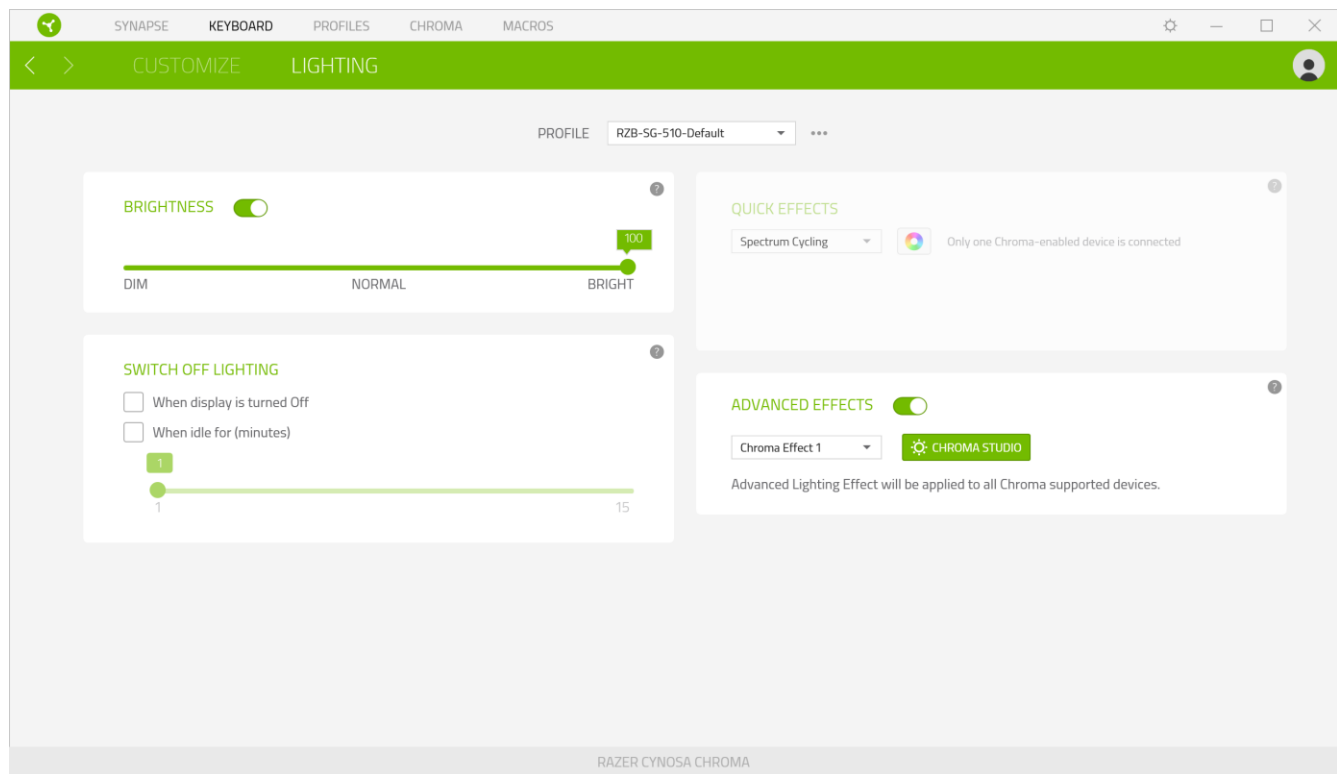 SYNAPSE KEYBOARD PROFILES CHROMA MACROS
CUSTOMIZE LIGHTING
PROFILE RZB-SG-510-Default
BRIGHTNESS
100
DIM NORMAL BRIGHT
SWITCH OFF LIGHTING
When display is turned Off
When idle for (minutes)
1
1 15
QUICK EFFECTS
Spectrum Cycling Only one Chroma-enabled device is connected
ADVANCED EFFECTS
Chroma Effect 1 CHROMA STUDIO
Advanced Lighting Effect will be applied to all Chroma supported devices.
RAZER CYNOSA CHROMA